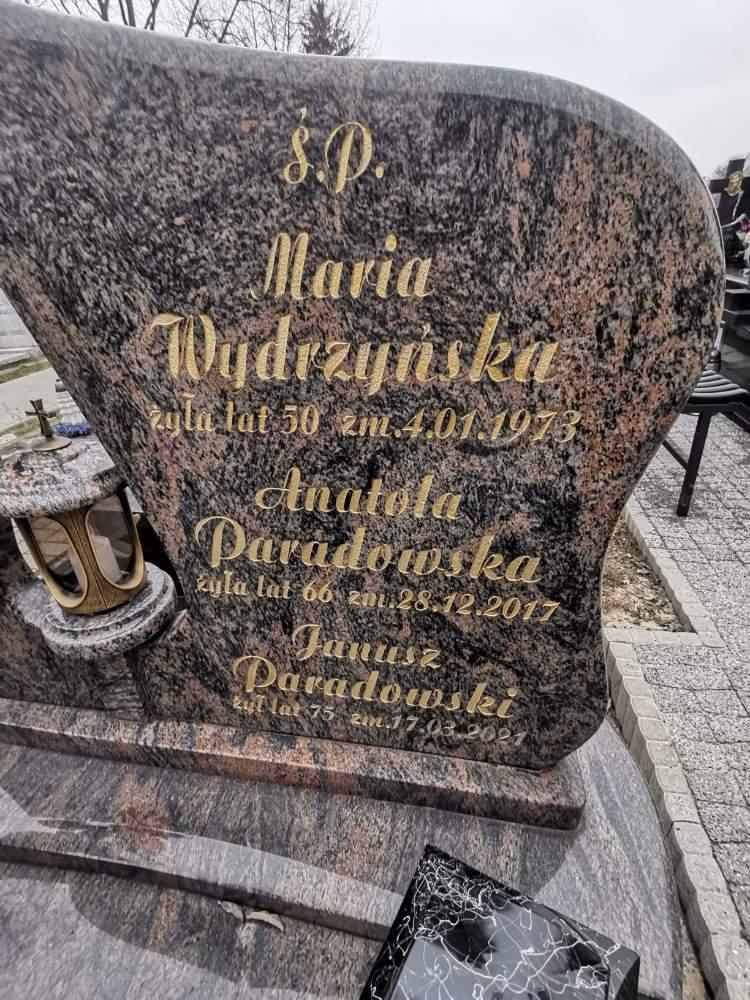 Ś.P.
Maria
Wydrzyńska
żyła lat 50 zm.4.01.1973
Anatola
Paradowska
żyła lat 66 zm.28.12.2017
Janusz
Paradowski
żył lat 75 zm.17.03.2021